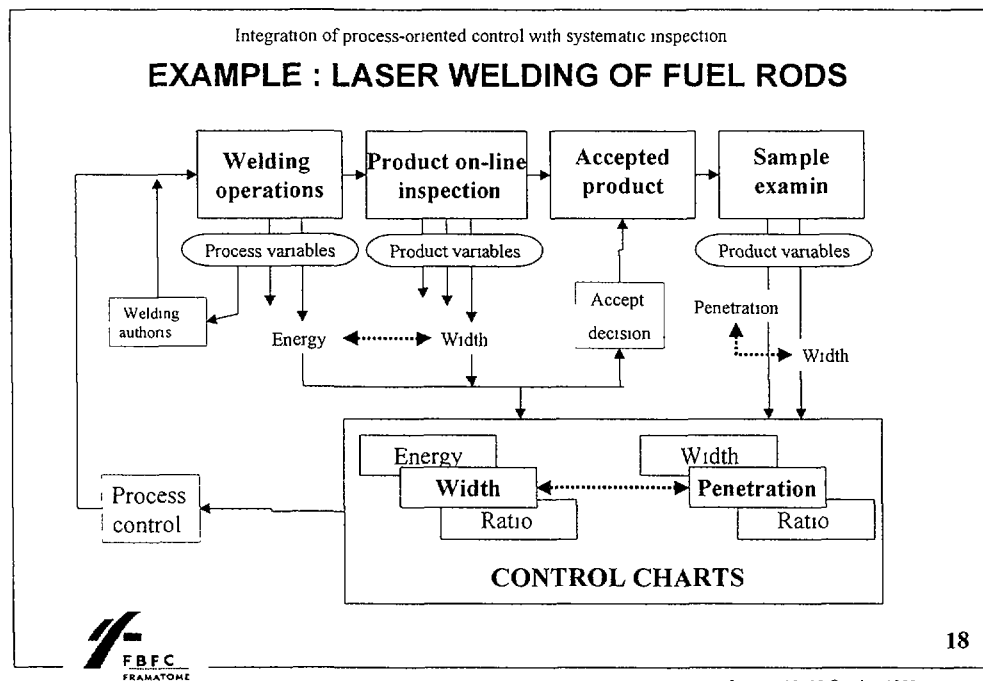 Integration of process-oriented control with systematic inspection
EXAMPLE : LASER WELDING OF FUEL RODS
Welding
operations
Product on-line
inspection
Accepted
product
Sample
examin
Process variables
Product variables
Product variables
Welding
authoris
Energy
Width
Accept
decision
Penetration
Width
Process
control
Energy
Width
Ratio
Width
Penetration
Ratio
CONTROL CHARTS
FBFC
FRAMATOME
18